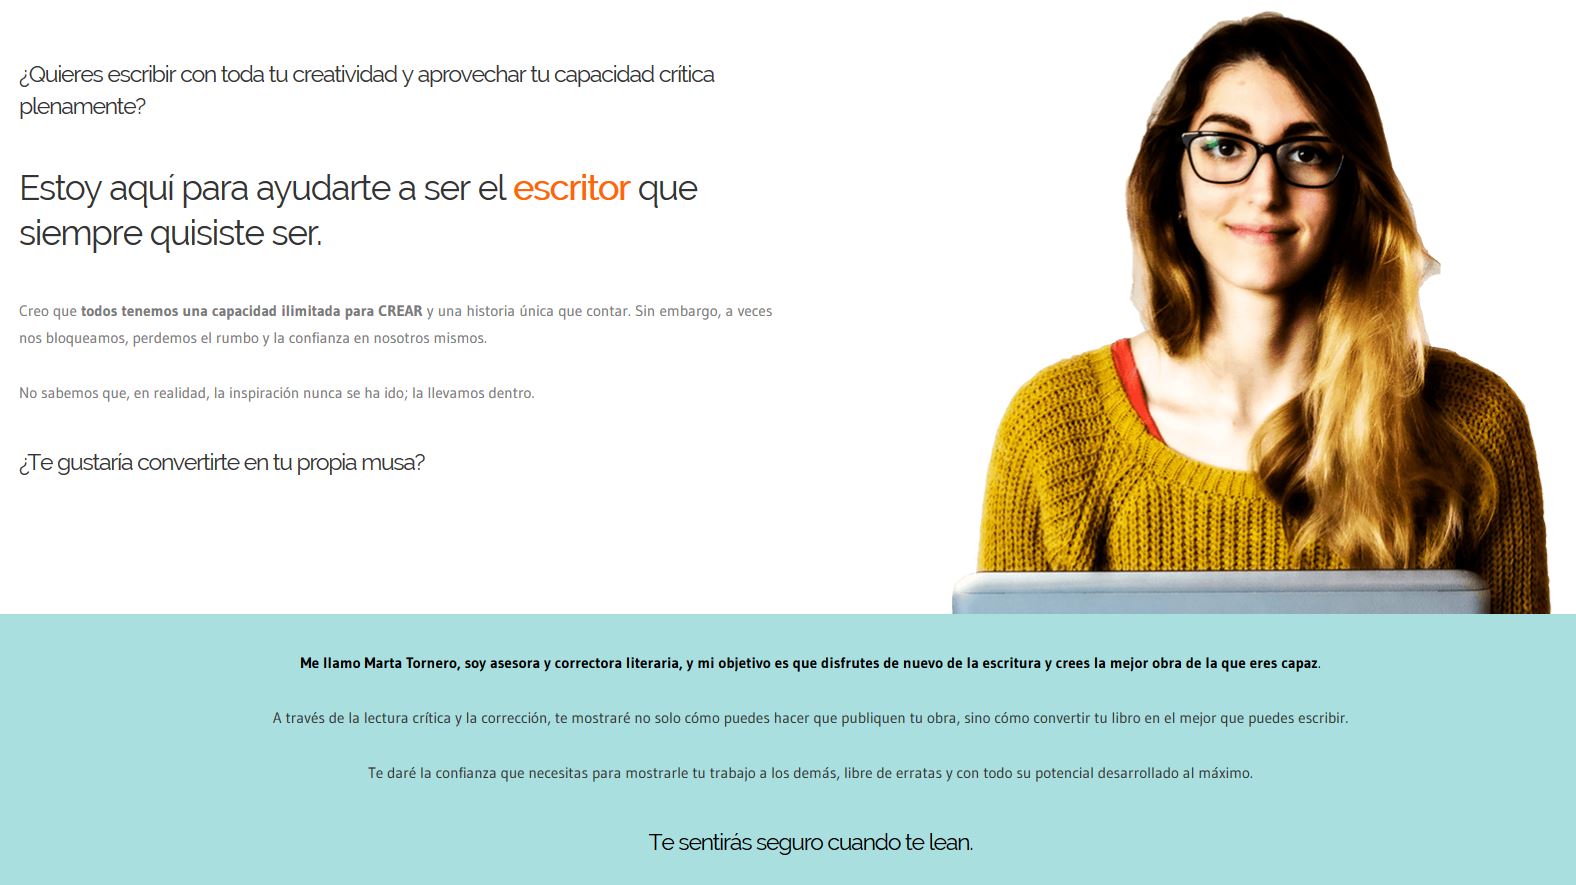 ¿Quieres escribir con toda tu creatividad y aprovechar tu capacidad crítica
plenamente?
Estoy aquí para ayudarte a ser el escritor que
siempre quisiste ser.
Creo que todos tenemos una capacidad ilimitada para CREAR y una historia única que contar. Sin embargo, a veces
nos bloqueamos, perdemos el rumbo y la confianza en nosotros mismos.
No sabemos que, en realidad, la inspiración nunca se ha ido; la llevamos dentro.
¿Te gustaría convertirte en tu propia musa?
Me llamo Marta Tornero, soy asesora y correctora literaria, y mi objetivo es que disfrutes de nuevo de la escritura y crees la mejor obra de la que eres capaz.
A través de la lectura crítica y la corrección, te mostraré no solo cómo puedes hacer que publiquen tu obra, sino cómo convertir tu libro en el mejor que puedes escribir.
Te daré la confianza que necesitas para mostrarle tu trabajo a los demás, libre de erratas y con todo su potencial desarrollado al máximo.
Te sentirás seguro cuando te lean.